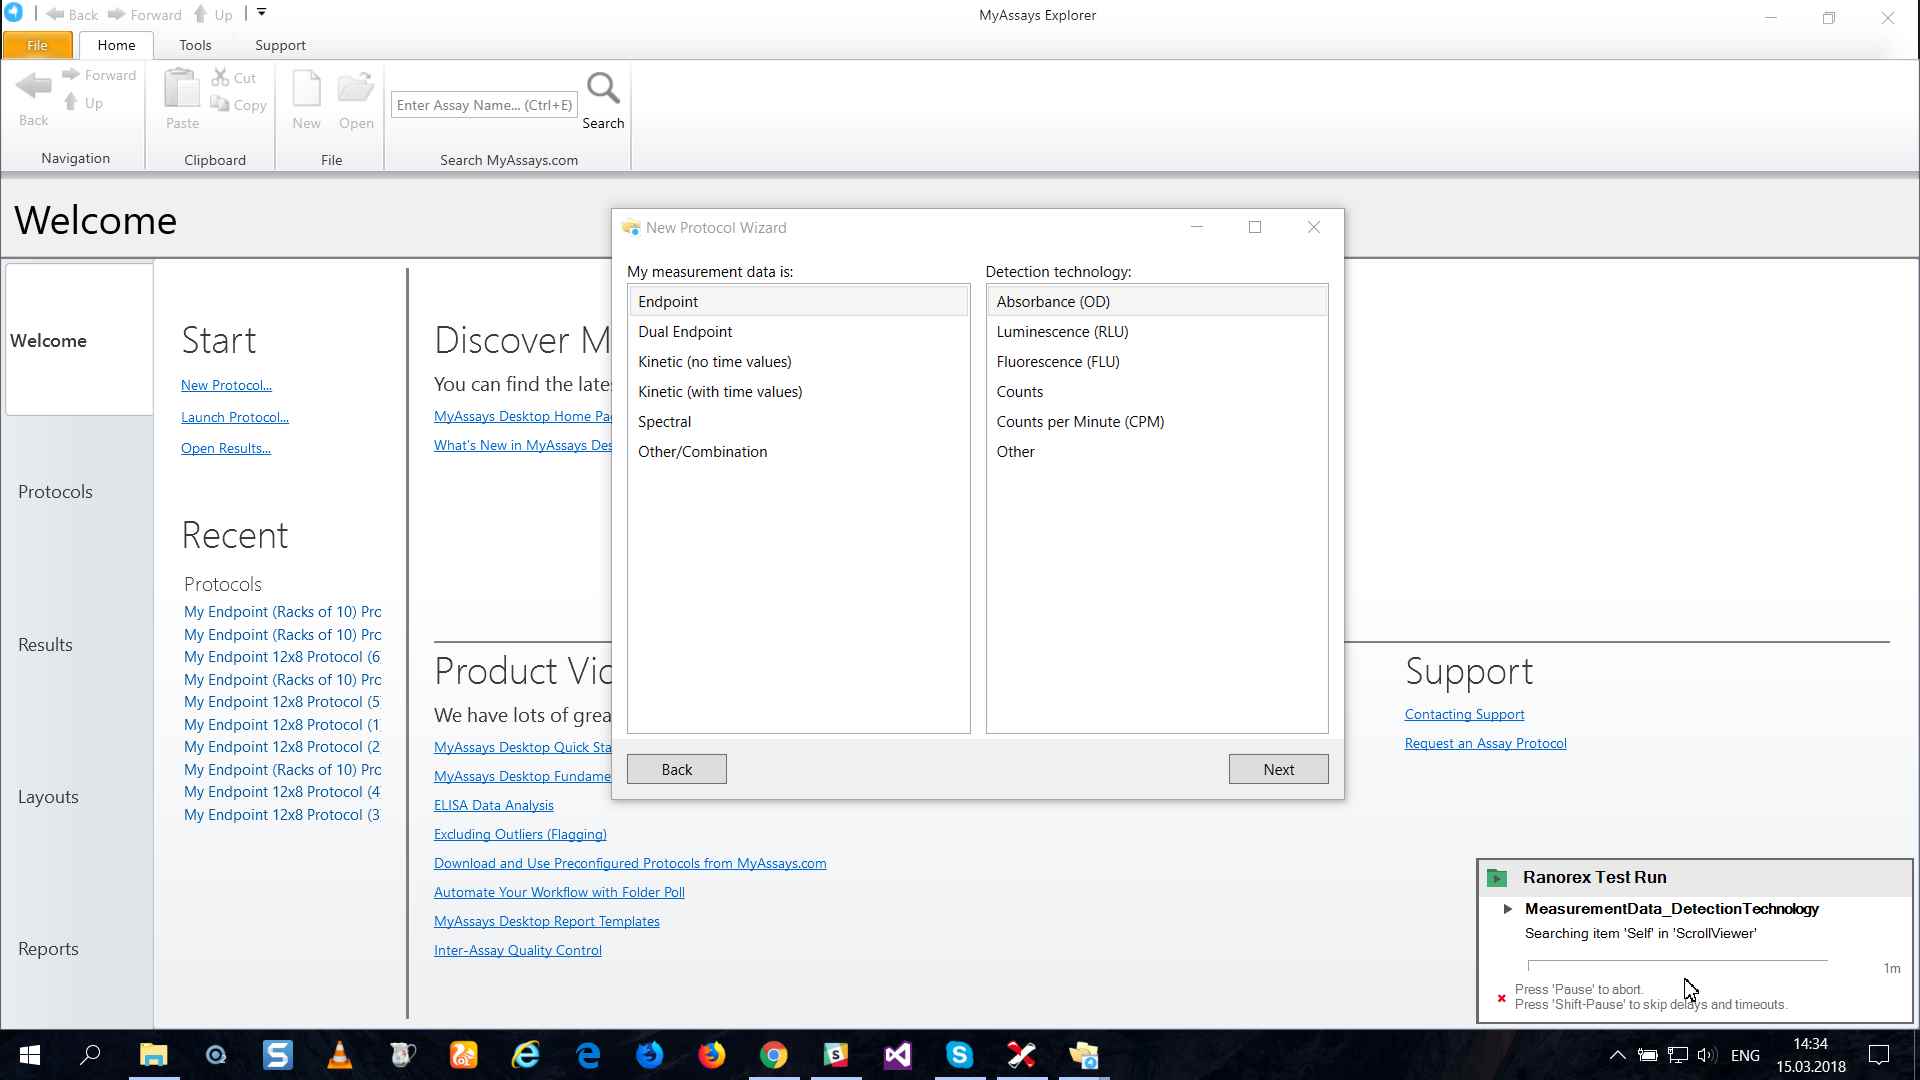 Back Forward Up
MyAssays Explorer
File Home Tools Support
Forward
Up
Back
Navigation
Paste
Cut
Copy
Clipboard
New Open
File
Enter Assay Name... (Ctrl+E)
Search
Search MyAssays.com
Welcome
Welcome
Protocols
Results
Layouts
Reports
Start
New Protocol...
Launch Protocol...
Open Results...
Recent
Protocols
My Endpoint (Racks of 10) Pro
My Endpoint (Racks of 10) Pro
My Endpoint 12x8 Protocol (6
My Endpoint (Racks of 10) Pro
My Endpoint 12x8 Protocol (5
My Endpoint 12x8 Protocol (1
My Endpoint 12x8 Protocol (2
My Endpoint (Racks of 10) Pro
My Endpoint 12x8 Protocol (4
My Endpoint 12x8 Protocol (3
Discover M
You can find the late
MyAssays Desktop Home Pa
What's New in MyAssays Des
Product Vid
We have lots of grea
MyAssays Desktop Quick Sta
MyAssays Desktop Fundame
ELISA Data Analysis
Excluding Outliers (Flagging)
Download and Use Preconfigured Protocols from MyAssays.com
Automate Your Workflow with Folder Poll
MyAssays Desktop Report Templates
Inter-Assay Quality Control
New Protocol Wizard
My measurement data is:
Endpoint
Dual Endpoint
Kinetic (no time values)
Kinetic (with time values)
Spectral
Other/Combination
Detection technology:
Absorbance (OD)
Luminescence (RLU)
Fluorescence (FLU)
Counts
Counts per Minute (CPM)
Other
Back
Next
Support
Contacting Support
Request an Assay Protocol
Ranorex Test Run
MeasurementData_DetectionTechnology
Searching item 'Self' in 'ScrollViewer'
1m
Press 'Pause' to abort.
Press 'Shift-Pause' to skip delays and timeouts.
ENG
14:34
15.03.2018